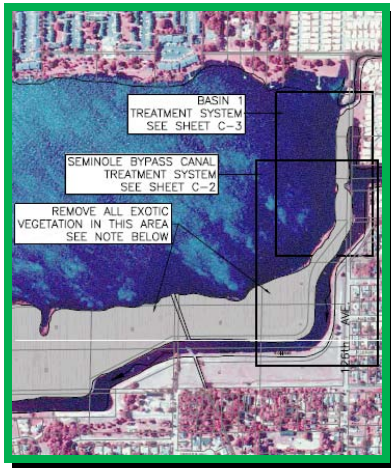 BASIN 1
TREATMENT SYSTEM
SEE SHEET C-3
SEMINOLE BYPASS CANAL
TREATMENT SYSTEM
SEE SHEET C-2
REMOVE ALL EXOTIC
VEGETATION IN THIS AREA
SEE NOTE BELOW
126th AVE.